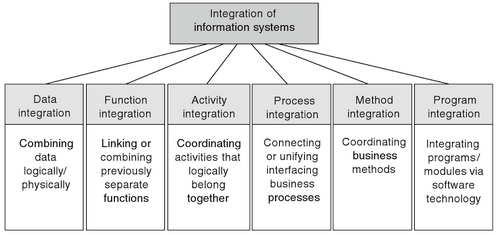 Integration of
information systems
Data
integration
Function
integration
Activity
integration
Process
integration
Method
integration
Program
integration
Combining
data
logically/
physically
Linking or
combining
previously
separate
functions
Coordinating
activities that
logically
belong
together
Connecting
or unifying
interfacing
business
processes
Coordinating
business
methods
Integrating
programs/
modules via
software
technology